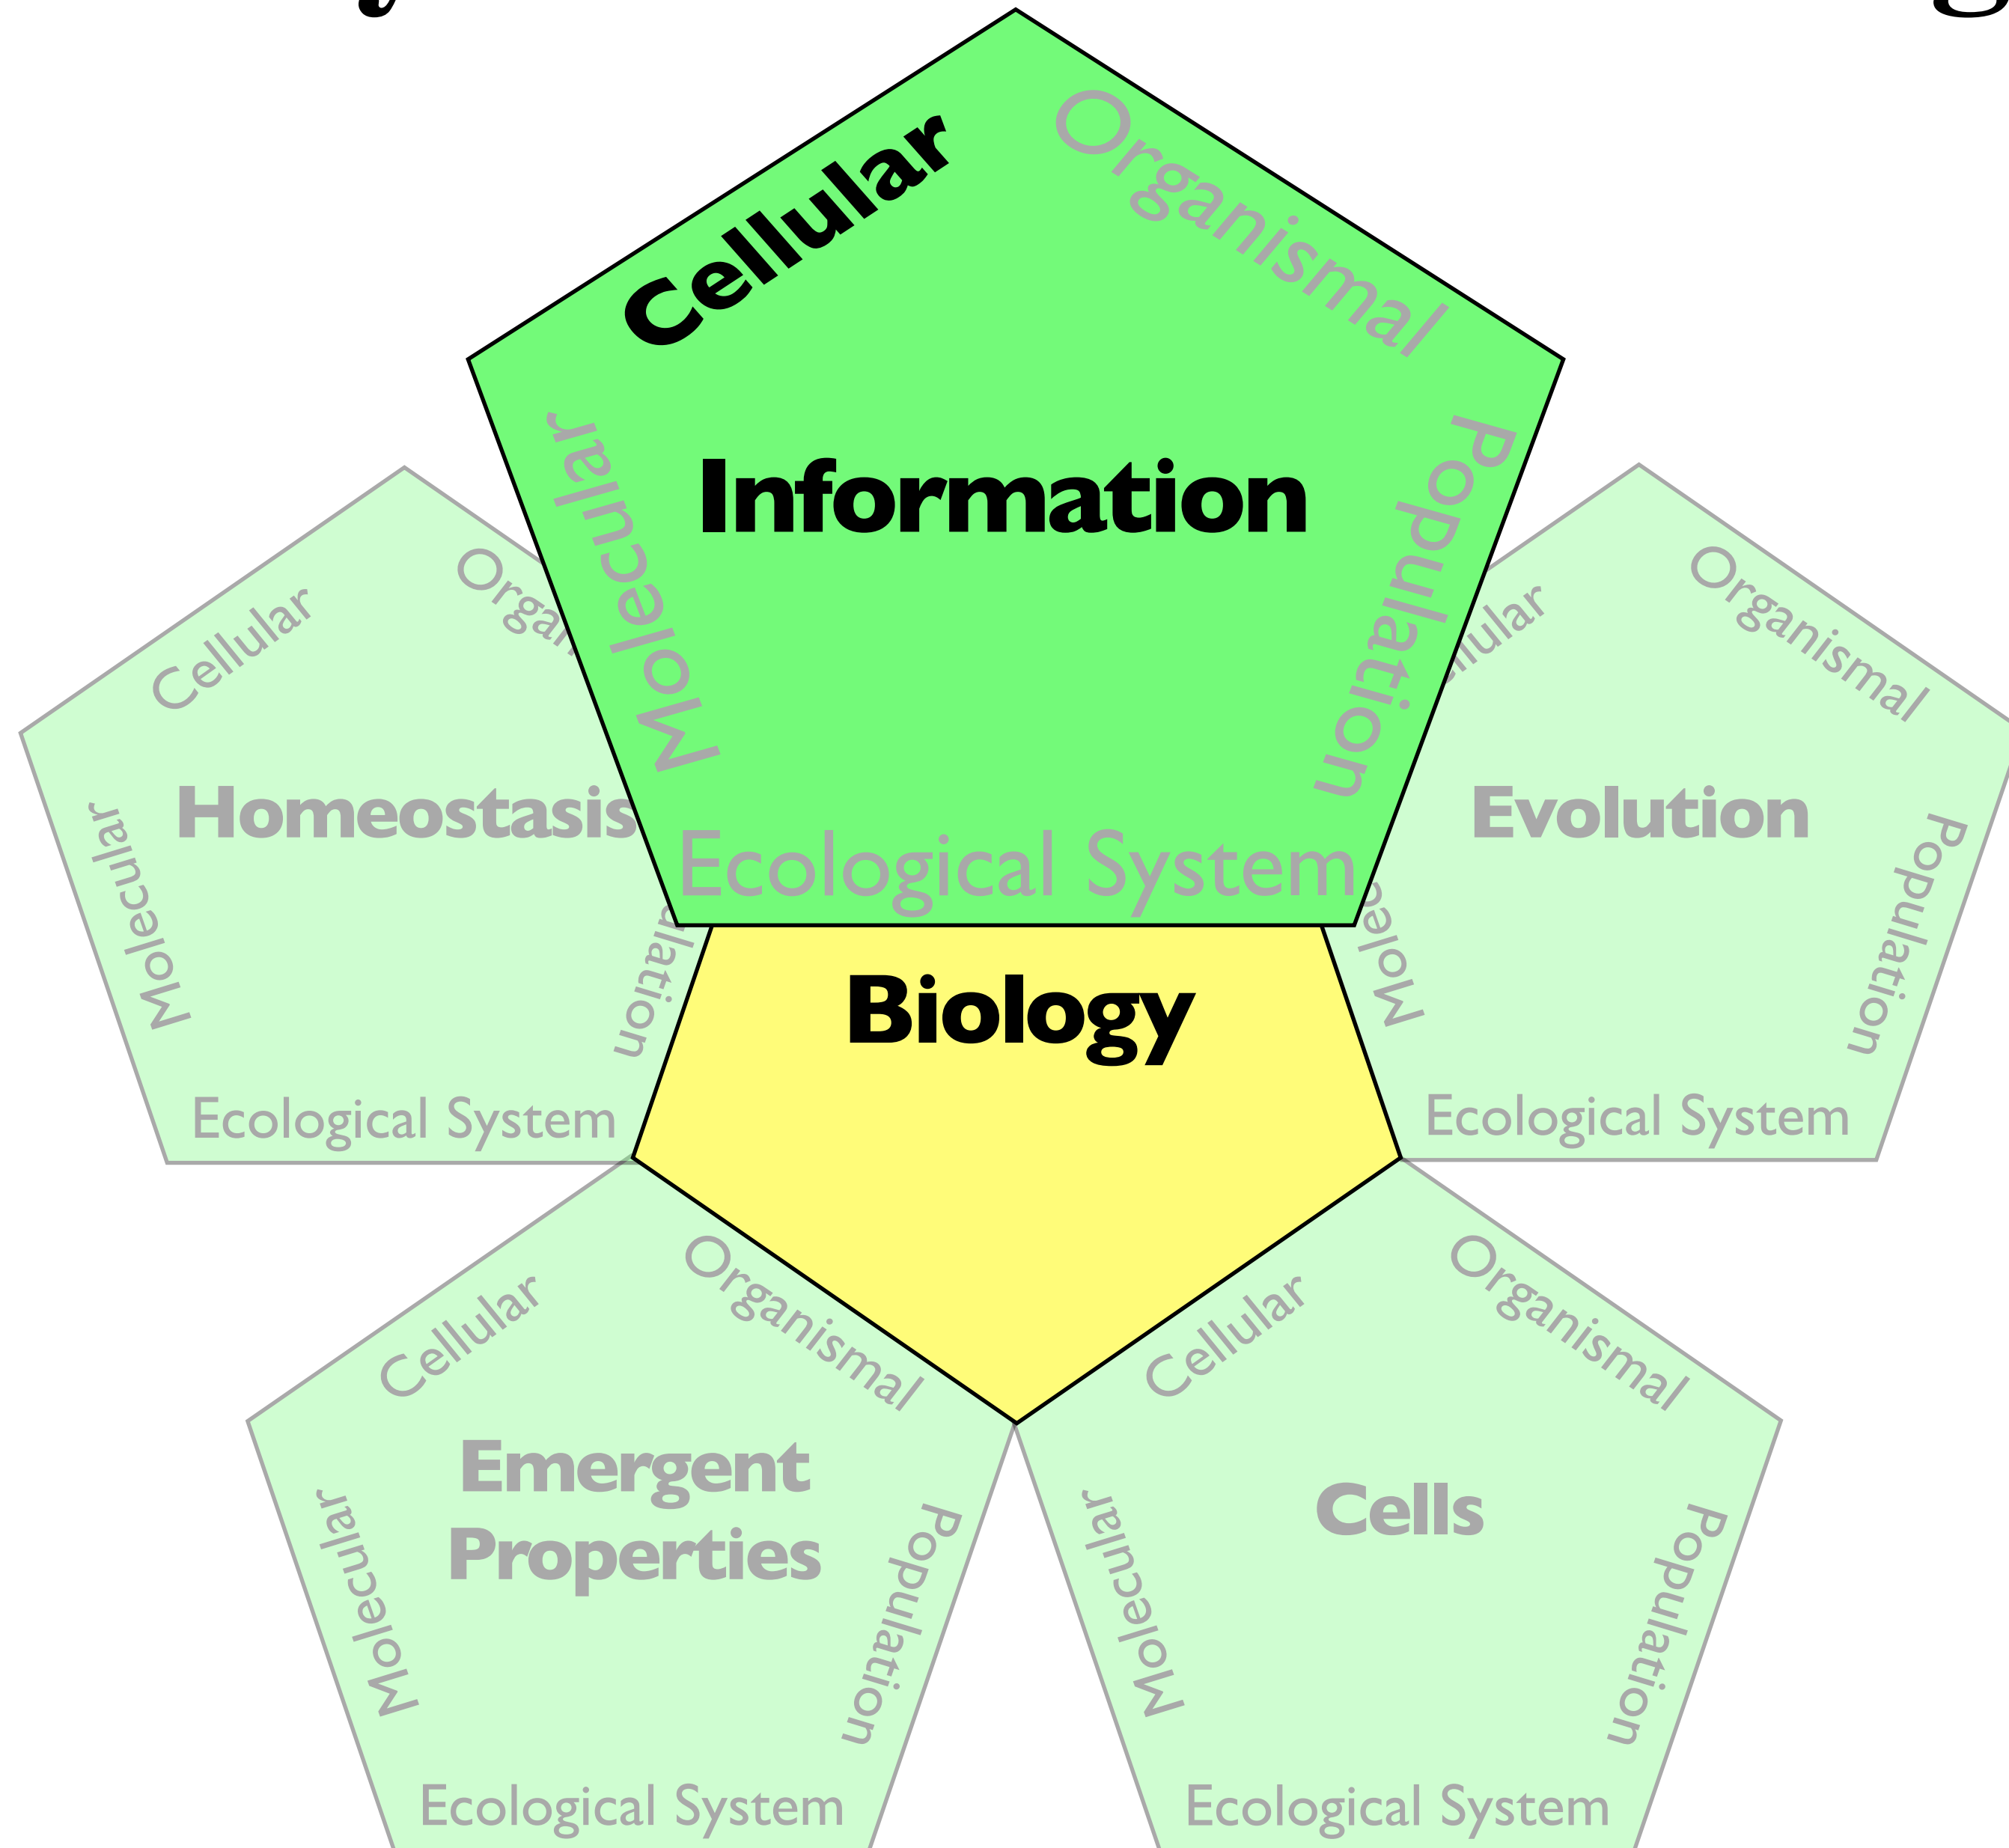 Cellular
Organismal
Molecular
Information
Population
Ecological System
Cellular
Molecular
Homeostasis
Ecological System
Organismal
Evolution
Population
Ecological System
Biology
Cellular
Organismal
Molecular
Emergent
Properties
Population
Ecological System
Cellular
Organismal
Molecular
Cells
Population
Ecological System